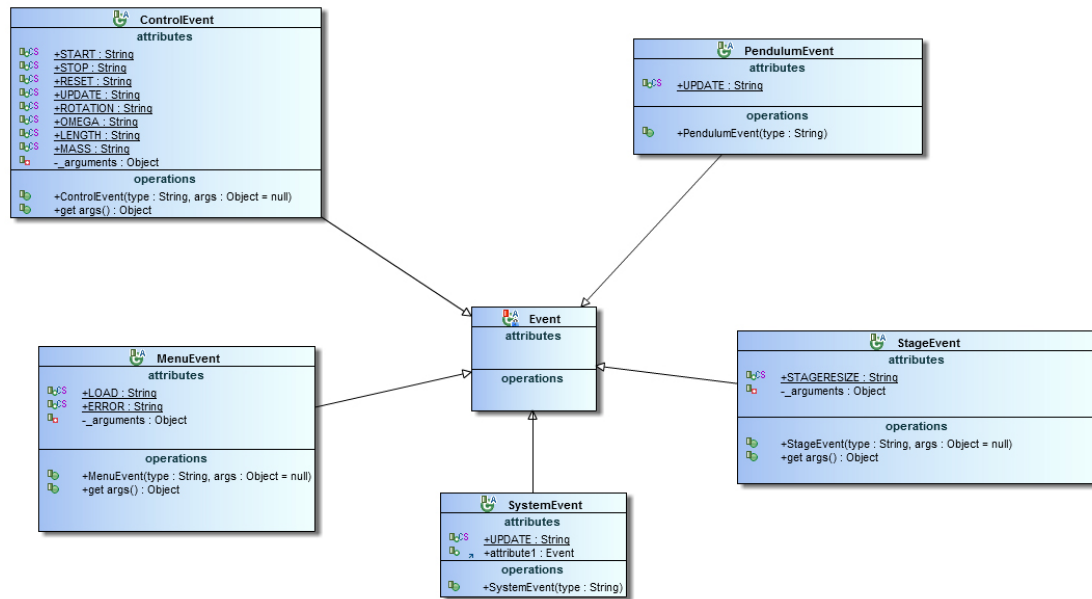 ControlEvent
attributes
+START : String
+STOP : String
+RESET : String
+UPDATE : String
+ROTATION : String
+OMEGA : String
+LENGTH : String
+MASS : String
-_arguments : Object
operations
+ControlEvent(type : String, args : Object = null)
+get args() : Object
PendulumEvent
attributes
+UPDATE : String
operations
+PendulumEvent(type : String)
Event
attributes
operations
MenuEvent
attributes
+LOAD : String
+ERROR : String
-_arguments : Object
operations
+MenuEvent(type : String, args : Object = null)
+get args() : Object
StageEvent
attributes
+STAGERESIZE : String
-_arguments : Object
operations
+StageEvent(type : String, args : Object = null)
+get args() : Object
SystemEvent
attributes
+UPDATE : String
+attribute1 : Event
operations
+SystemEvent(type : String)